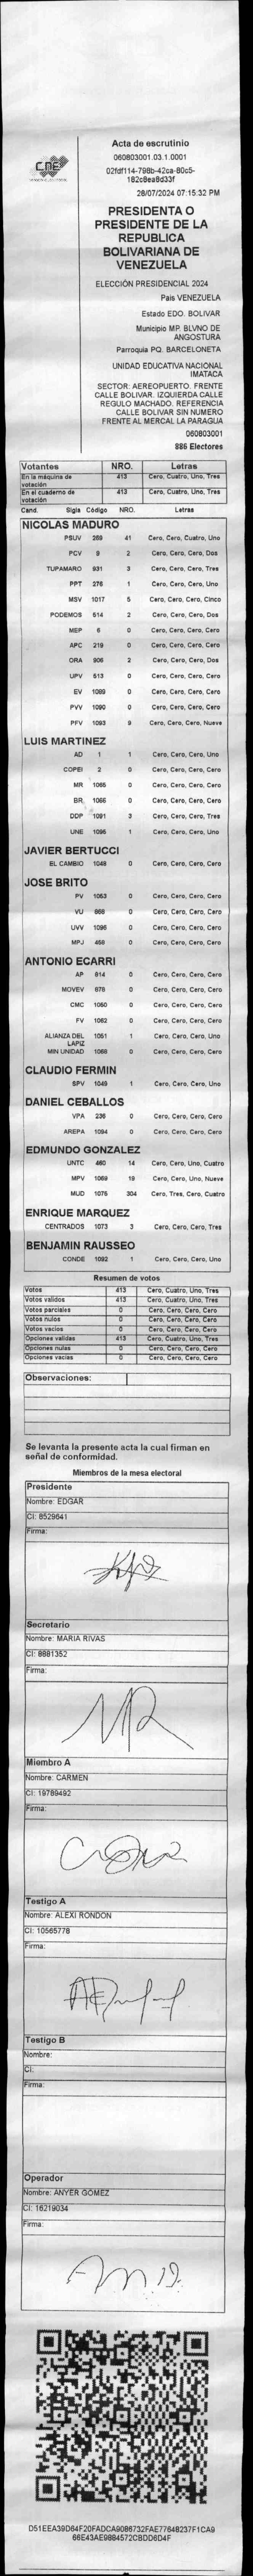 CNE
Acta de escrutinio
060803001.03.1.0001
02fdf114-798b-42ca-80c5-
182c8ea8d33f
28/07/2024 07:15:32 PM
PRESIDENTA O
PRESIDENTE DE LA
REPUBLICA
BOLIVARIANA DE
VENEZUELA
ELECCIÓN PRESIDENCIAL 2024
Pais VENEZUELA
Estado EDO. BOLIVAR
Municipio MP. BLVNO DE
ANGOSTURA
Parroquia PQ. BARCELONETA
UNIDAD EDUCATIVA NACIONAL
IMATACA
SECTOR: AEREOPUERTO. FRENTE
CALLE BOLIVAR. IZQUIERDA CALLE
REGULO MACHADO. REFERENCIA
CALLE BOLIVAR SIN NUMERO
FRENTE AL MERCAL LA PARAGUA
060803001
886 Electores
Votantes NRO. Letras
En la máquina de votación 413 Cero, Cuatro, Uno, Tres
En el cuaderno de votación 413 Cero, Cuatro, Uno, Tres
Cand. Sigla Código NRO. Letras
NICOLAS MADURO
PSUV 269 41 Cero, Cero, Cuatro, Uno
PCV 9 2 Cero, Cero, Cero, Dos
TUPAMARO 931 3 Cero, Cero, Cero, Tres
PPT 276 1 Cero, Cero, Cero, Uno
MSV 1017 5 Cero, Cero, Cero, Cinco
PODEMOS 514 2 Cero, Cero, Cero, Dos
MEP 6 0 Cero, Cero, Cero, Cero
APC 219 0 Cero, Cero, Cero, Cero
ORA 906 2 Cero, Cero, Cero, Dos
UPV 513 0 Cero, Cero, Cero, Cero
EV 1089 0 Cero, Cero, Cero, Cero
PVV 1090 0 Cero, Cero, Cero, Cero
PFV 1093 9 Cero, Cero, Cero, Nueve
LUIS MARTINEZ
AD 1 1 Cero, Cero, Cero, Uno
COPEI 2 0 Cero, Cero, Cero, Cero
MR 1065 0 Cero, Cero, Cero, Cero
BR 1066 0 Cero, Cero, Cero, Cero
DDP 1091 3 Cero, Cero, Cero, Tres
UNE 1095 1 Cero, Cero, Cero, Uno
JAVIER BERTUCCI
EL CAMBIO 1048 0 Cero, Cero, Cero, Cero
JOSE BRITO
PV 1053 0 Cero, Cero, Cero, Cero
VU 866 0 Cero, Cero, Cero, Cero
UVV 1096 0 Cero, Cero, Cero, Cero
MPJ 459 0 Cero, Cero, Cero, Cero
ANTONIO ECARRI
AP 814 0 Cero, Cero, Cero, Cero
MOVEV 678 0 Cero, Cero, Cero, Cero
CMC 1050 0 Cero, Cero, Cero, Cero
FV 1052 0 Cero, Cero, Cero, Cero
ALIANZA DEL LAPIZ 1051 1 Cero, Cero, Cero, Uno
MIN UNIDAD 1068 0 Cero, Cero, Cero, Cero
CLAUDIO FERMIN
SPV 1049 1 Cero, Cero, Cero, Uno
DANIEL CEBALLOS
VPA 236 0 Cero, Cero, Cero, Cero
AREPA 1094 0 Cero, Cero, Cero, Cero
EDMUNDO GONZALEZ
UNTC 460 14 Cero, Cero, Uno, Cuatro
MPV 1069 19 Cero, Cero, Uno, Nueve
MUD 1075 304 Cero, Tres, Cero, Cuatro
ENRIQUE MARQUEZ
CENTRADOS 1073 3 Cero, Cero, Cero, Tres
BENJAMIN RAUSSEO
CONDE 1092 1 Cero, Cero, Cero, Uno
Resumen de votos
Votos 413 Cero, Cuatro, Uno, Tres
Votos validos 413 Cero, Cuatro, Uno, Tres
Votos parciales 0 Cero, Cero, Cero, Cero
Votos nulos 0 Cero, Cero, Cero, Cero
Votos vacios 0 Cero, Cero, Cero, Cero
Opciones validas 413 Cero, Cuatro, Uno, Tres
Opciones nulas 0 Cero, Cero, Cero, Cero
Opciones vacias 0 Cero, Cero, Cero, Cero
Observaciones:
Se levanta la presente acta la cual firman en
señal de conformidad.
Miembros de la mesa electoral
Presidente
Nombre: EDGAR
CI: 8529641
Firma:
Secretario
Nombre: MARIA RIVAS
CI: 8881352
Firma:
MR
Miembro A
Nombre: CARMEN
CI: 19789492
Firma:
Testigo A
Nombre: ALEXI RONDON
CI: 10565778
Firma:
Testigo B
Nombre:
CI:
Firma:
Operador
Nombre: ANYER GOMEZ
CI: 16219034
Firma:
D51EEA39D64F20FADCA9086732FAE77648237F1CA9
66E43AE9884572CBDD6D4F